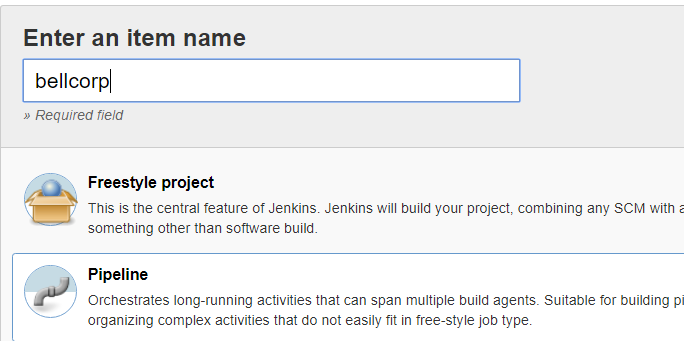 Enter an item name
bellcorp
» Required field
Freestyle project
This is the central feature of Jenkins. Jenkins will build your project, combining any SCM with
something other than software build.
Pipeline
Orchestrates long-running activities that can span multiple build agents. Suitable for building
organizing complex activities that do not easily fit in free-style job type.